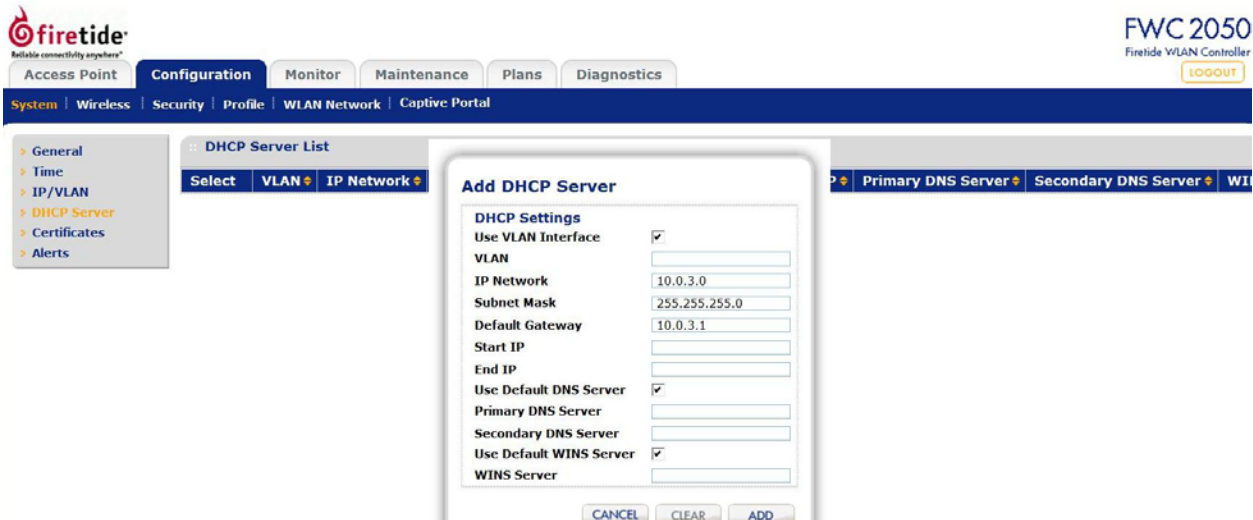 firetide
Reliable connectivity anywhere
FWC 2050
Firetide WLAN Controller
LOGOUT
Access Point Configuration Monitor Maintenance Plans Diagnostics
System | Wireless | Security | Profile | WLAN Network | Captive Portal
General
Time
IP/VLAN
DHCP Server
Certificates
Alerts
DHCP Server List
Select VLAN IP Network Primary DNS Server Secondary DNS Server
Add DHCP Server
DHCP Settings
Use VLAN Interface
VLAN
IP Network 10.0.3.0
Subnet Mask 255.255.255.0
Default Gateway 10.0.3.1
Start IP
End IP
Use Default DNS Server
Primary DNS Server
Secondary DNS Server
Use Default WINS Server
WINS Server
CANCEL CLEAR ADD